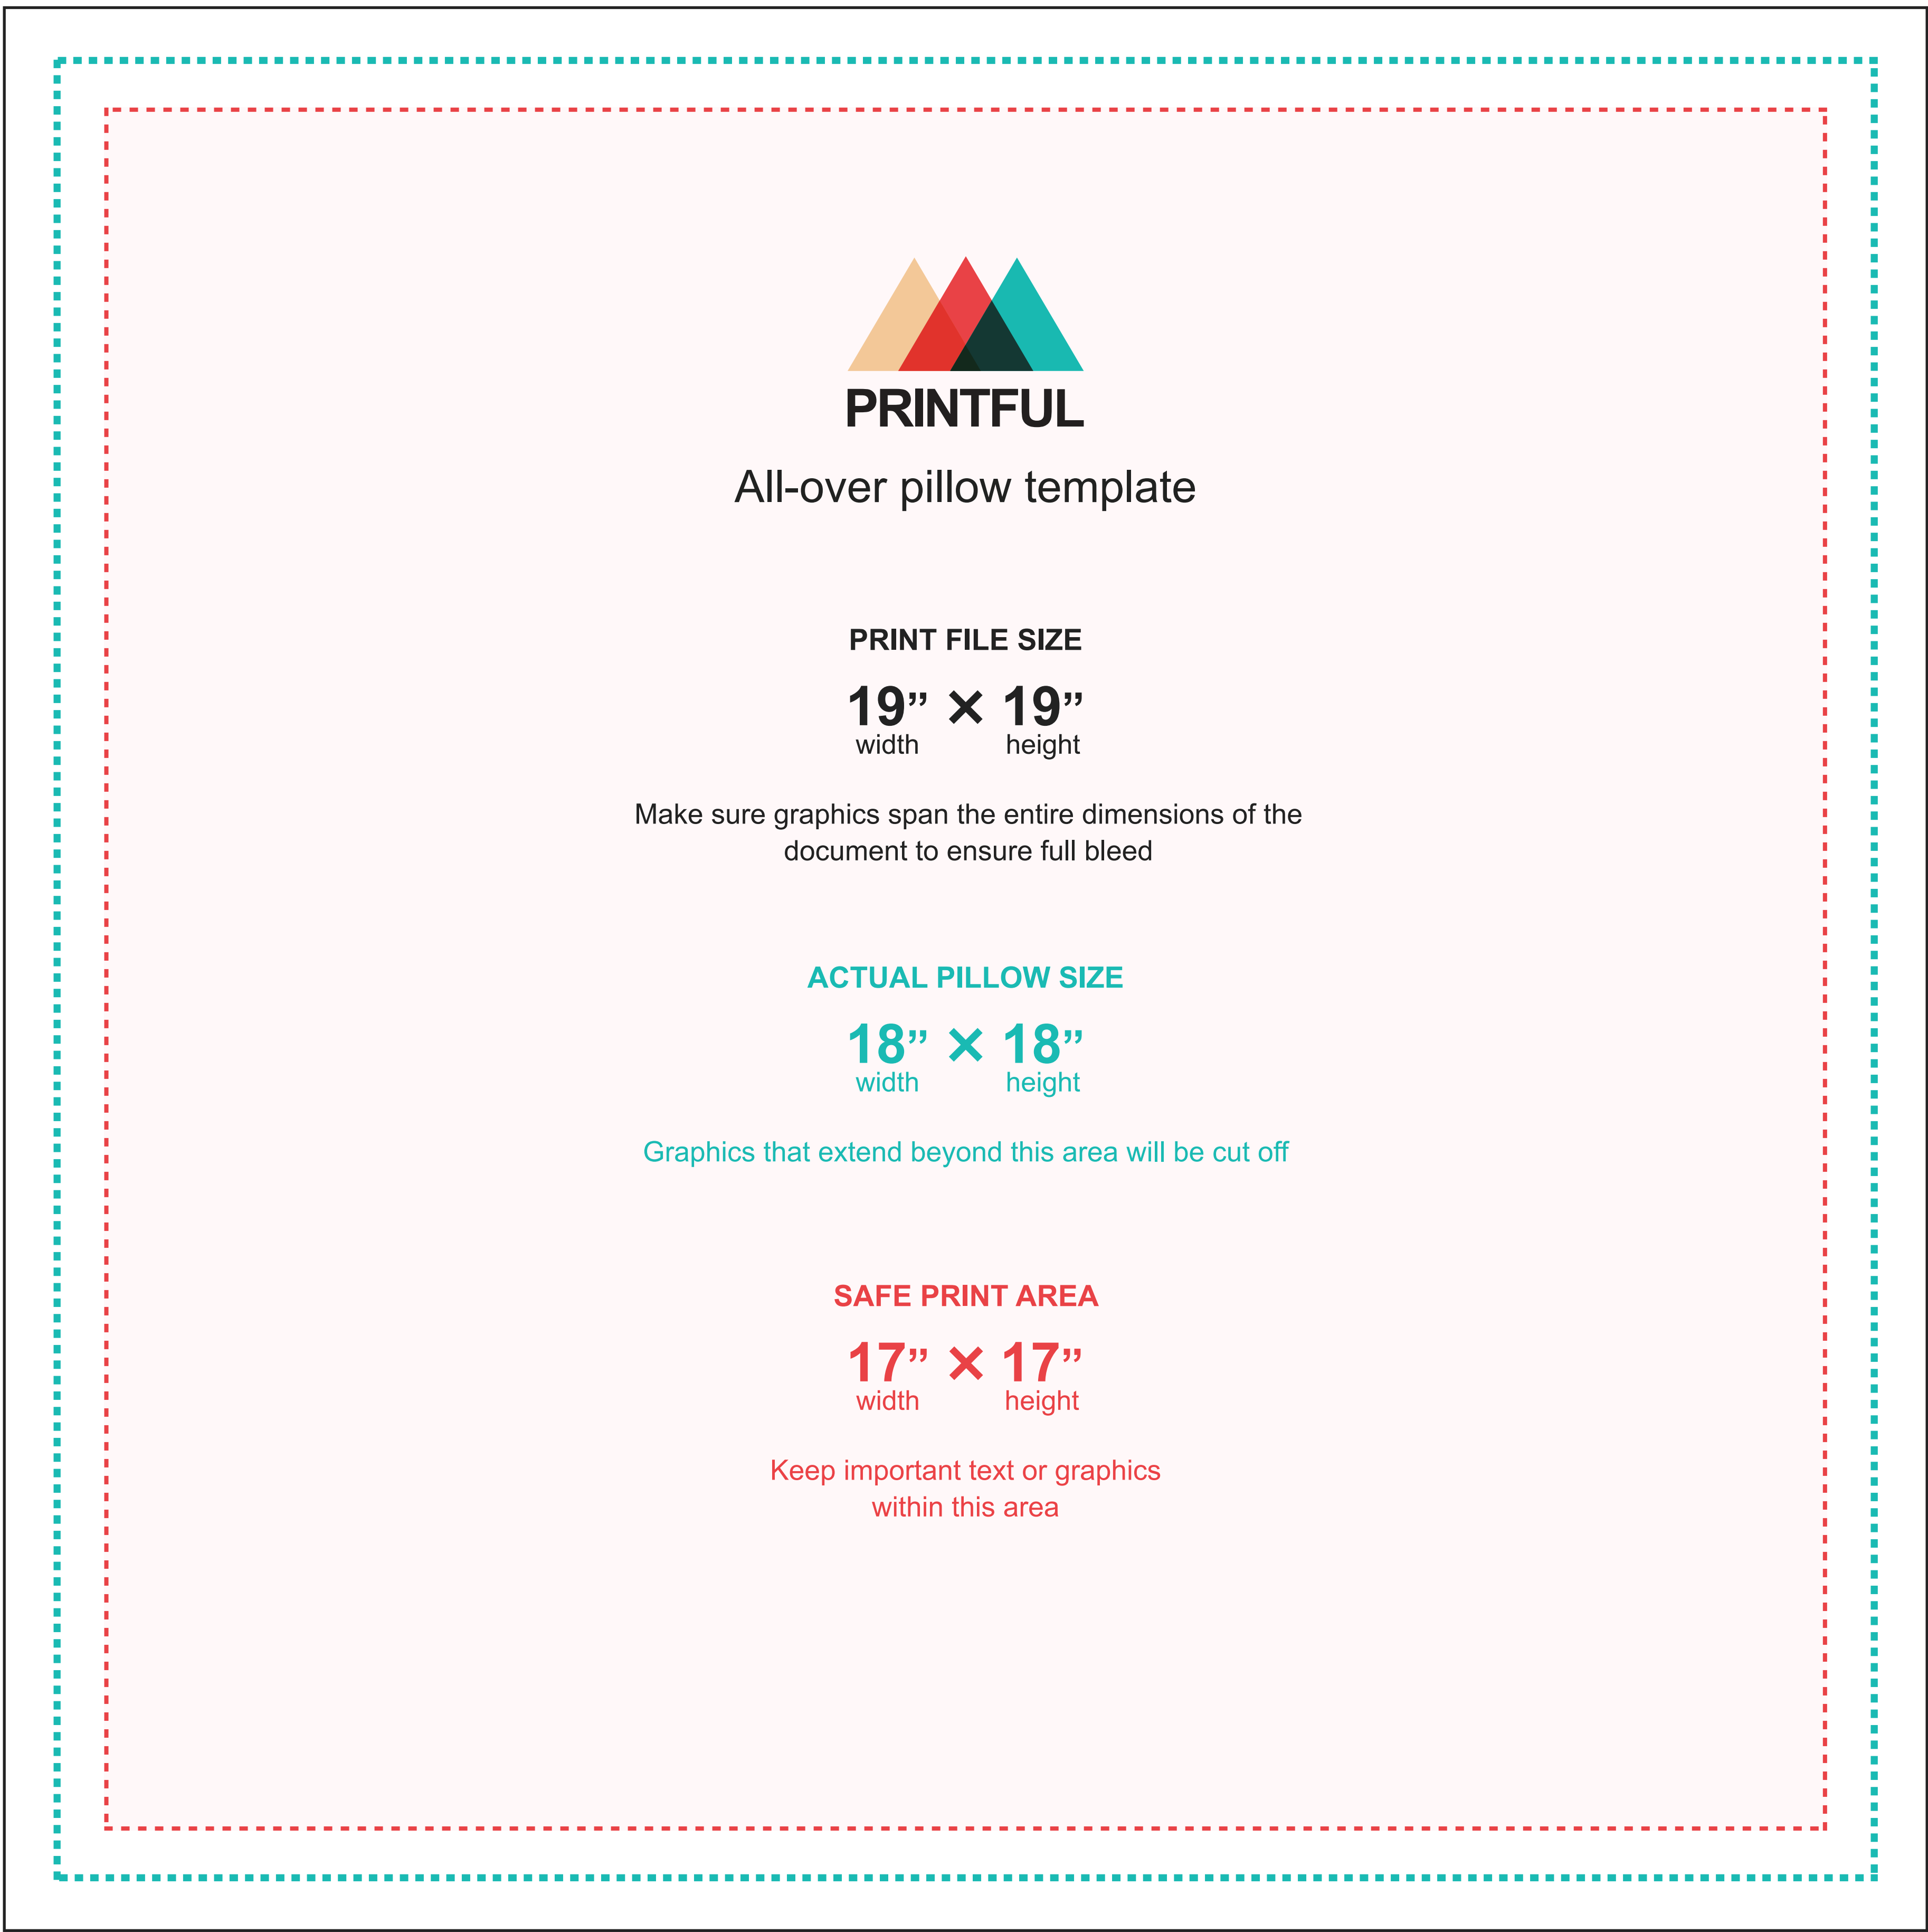 PRINTFUL
All-over pillow template
PRINT FILE SIZE
19” × 19”
width height
Make sure graphics span the entire dimensions of the
document to ensure full bleed
ACTUAL PILLOW SIZE
18” × 18”
width height
Graphics that extend beyond this area will be cut off
SAFE PRINT AREA
17” × 17”
width height
Keep important text or graphics
within this area